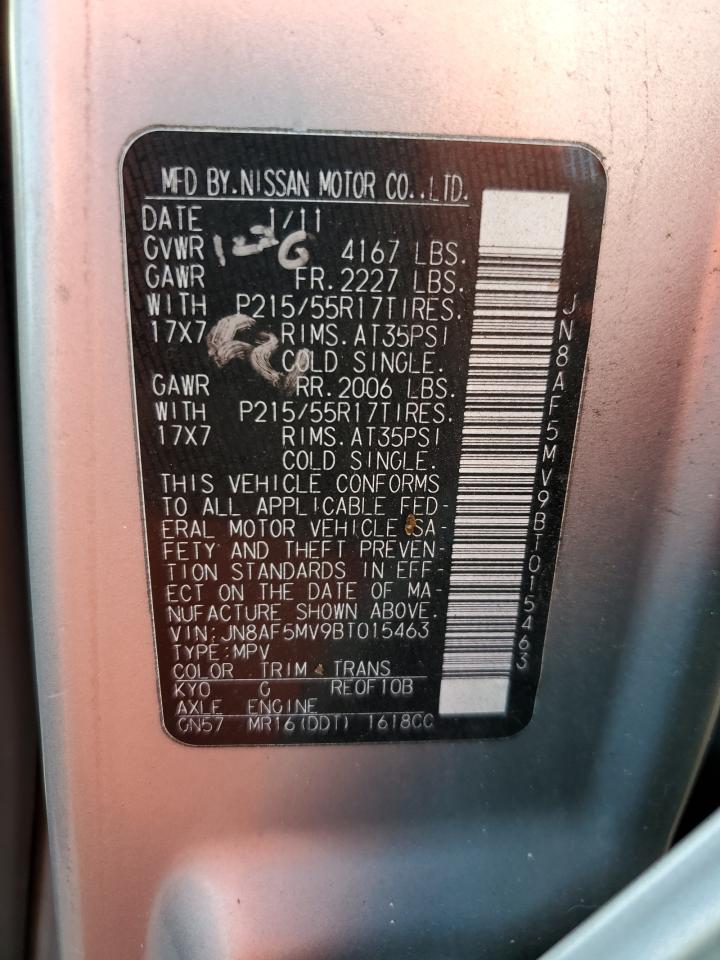 MFD BY.NISSAN MOTOR CO.,LTD.
DATE 1/11
GVWR 4167 LBS.
GAWR FR.2227 LBS.
WITH P215/55R17TIRES.
17X7 RIMS.AT35PSI
COLD SINGLE.
GAWR RR.2006 LBS.
WITH P215/55R17TIRES.
17X7 RIMS.AT35PSI
COLD SINGLE.
THIS VEHICLE CONFORMS
TO ALL APPLICABLE FED-
ERAL MOTOR VEHICLE SA-
FETY AND THEFT PREVEN-
TION STANDARDS IN EFF-
ECT ON THE DATE OF MA-
NUFACTURE SHOWN ABOVE.
VIN:JN8AF5MV9BT015463
TYPE:MPV
COLOR TRIM TRANS
KY0 C RE0F10B
AXLE ENGINE
GN57 MR16(DDT) 1618CC
JN8AF5MV9BT015463